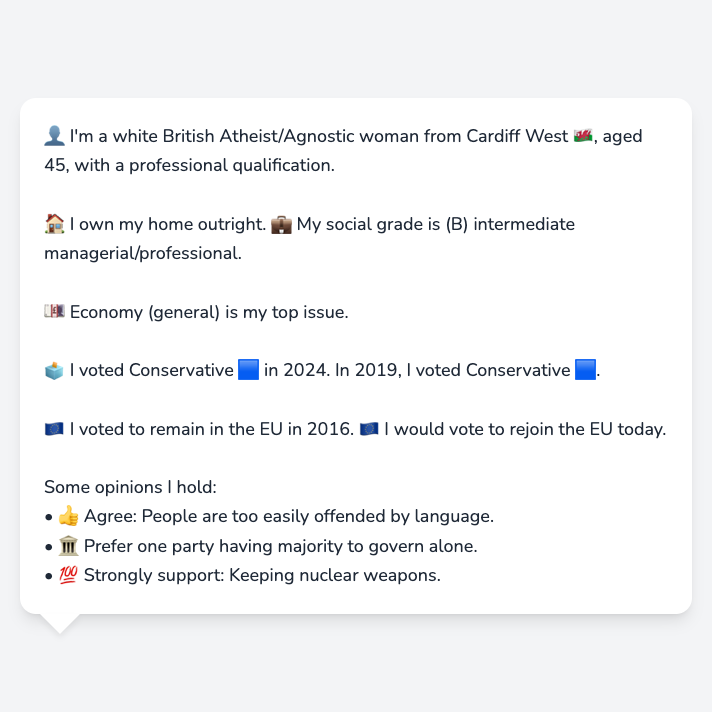 👤 I'm a white British Atheist/Agnostic woman from Cardiff West 🏴󠁧󠁢󠁷󠁬󠁳󠁿, aged
45, with a professional qualification.
🏠 I own my home outright. 💼 My social grade is (B) intermediate
managerial/professional.
💷 Economy (general) is my top issue.
🗳️ I voted Conservative 🟦 in 2024. In 2019, I voted Conservative 🟦.
🇪🇺 I voted to remain in the EU in 2016. 🇪🇺 I would vote to rejoin the EU today.
Some opinions I hold:
• 👍 Agree: People are too easily offended by language.
• 🏛️ Prefer one party having majority to govern alone.
• 💯 Strongly support: Keeping nuclear weapons.